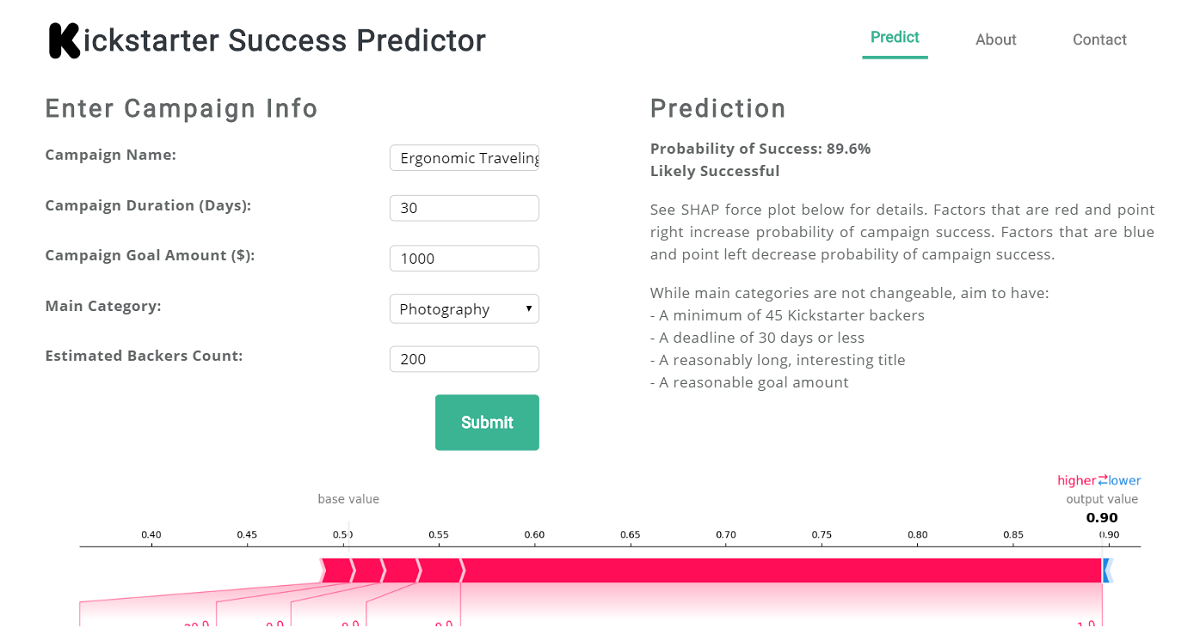 Kickstarter Success Predictor
Predict
About
Contact
Enter Campaign Info
Campaign Name:
Ergonomic Traveling
Campaign Duration (Days):
30
Campaign Goal Amount ($):
1000
Main Category:
Photography
Estimated Backers Count:
200
Submit
Prediction
Probability of Success: 89.6%
Likely Successful
See SHAP force plot below for details. Factors that are red and point
right increase probability of campaign success. Factors that are blue
and point left decrease probability of campaign success.
While main categories are not changeable, aim to have:
- A minimum of 45 Kickstarter backers
- A deadline of 30 days or less
- A reasonably long, interesting title
- A reasonable goal amount
higher⇄lower
base value
output value
0.90
0.40 0.45 0.50 0.55 0.60 0.65 0.70 0.75 0.80 0.85 0.90